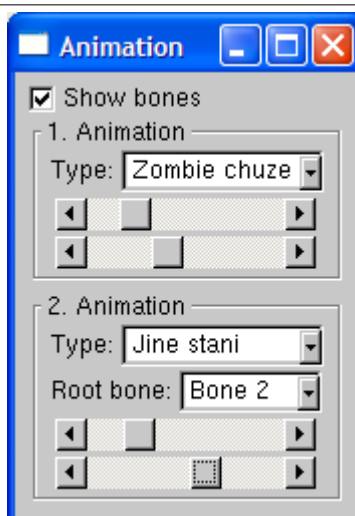 Animation
Show bones
1. Animation
Type: Zombie chuze
2. Animation
Type: Jine stani
Root bone: Bone 2